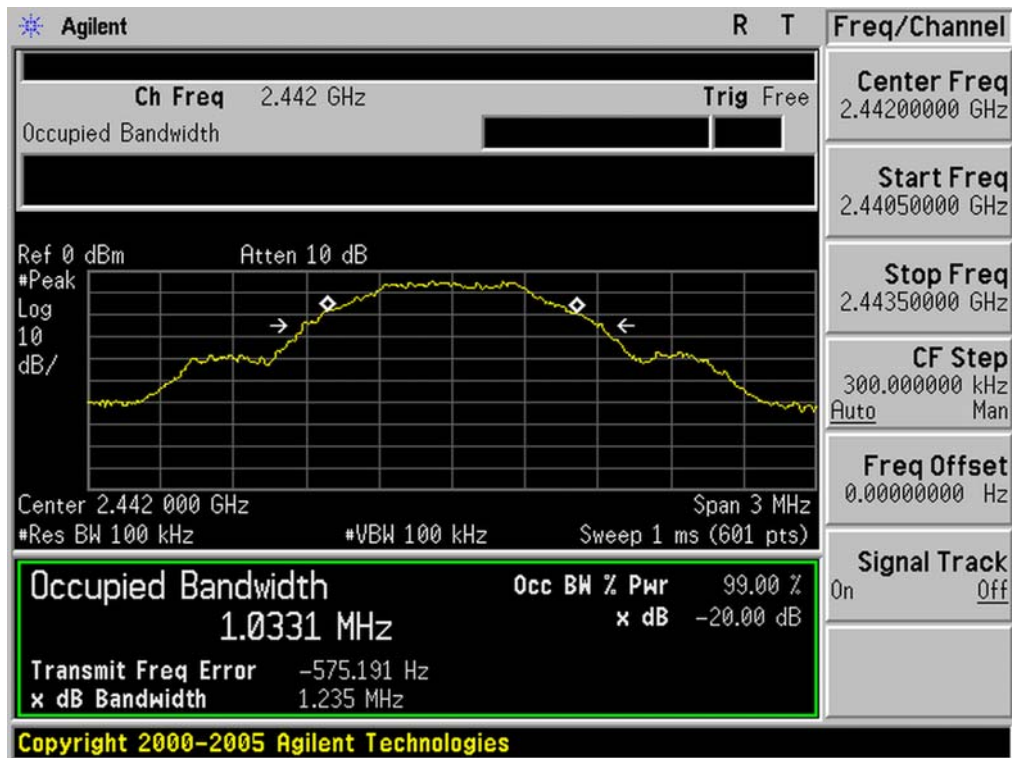 Agilent R T
Ch Freq 2.442 GHz Trig Free
Occupied Bandwidth
Ref 0 dBm Atten 10 dB
#Peak
Log
10
dB/
Center 2.442 000 GHz Span 3 MHz
#Res BW 100 kHz #VBW 100 kHz Sweep 1 ms (601 pts)
Occupied Bandwidth Occ BW % Pwr 99.00 %
1.0331 MHz x dB -20.00 dB
Transmit Freq Error -575.191 Hz
x dB Bandwidth 1.235 MHz
Copyright 2000-2005 Agilent Technologies
Freq/Channel
Center Freq
2.44200000 GHz
Start Freq
2.44050000 GHz
Stop Freq
2.44350000 GHz
CF Step
300.000000 kHz
Auto Man
Freq Offset
0.00000000 Hz
Signal Track
On Off